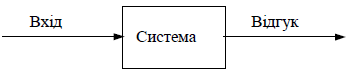 Вхід
Система
Відгук